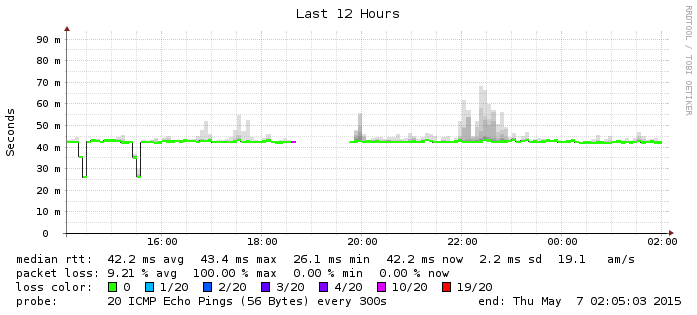 Last 12 Hours
RRDTOOL / TOBI OETIKER
Seconds
90 m
80 m
70 m
60 m
50 m
40 m
30 m
20 m
10 m
0
16:00 18:00 20:00 22:00 00:00 02:00
median rtt: 42.2 ms avg 43.4 ms max 26.1 ms min 42.2 ms now 2.2 ms sd 19.1 am/s
packet loss: 9.21 % avg 100.00 % max 0.00 % min 0.00 % now
loss color: 0 1/20 2/20 3/20 4/20 10/20 19/20
probe: 20 ICMP Echo Pings (56 Bytes) every 300s end: Thu May 7 02:05:03 2015